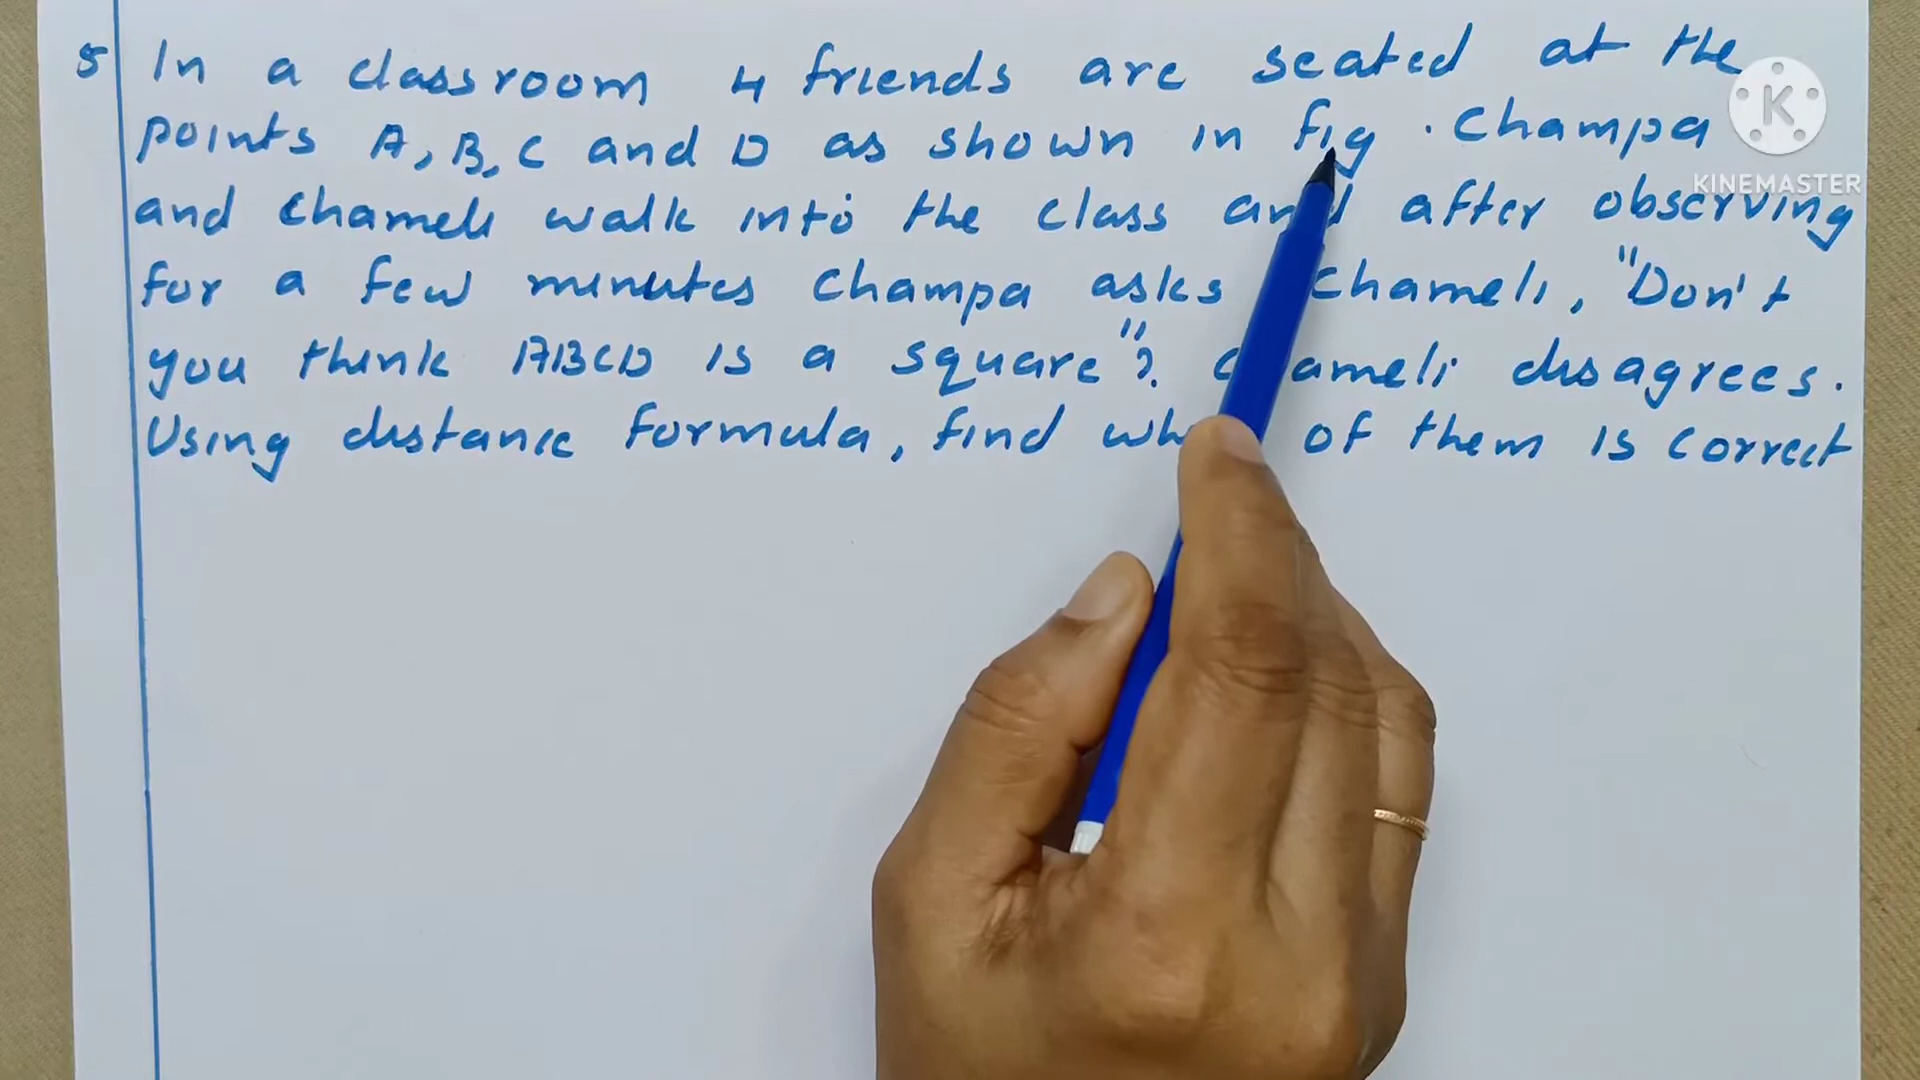 5 In a classroom 4 friends are seated at the
points A, B, C and D as shown in fig. Champa
and Chameli walk into the class and after observing
for a few minutes Champa asks Chameli, "Don't
you think ABCD is a square"? Chameli disagrees.
Using distance formula, find of them is correct
K
KINEMASTER